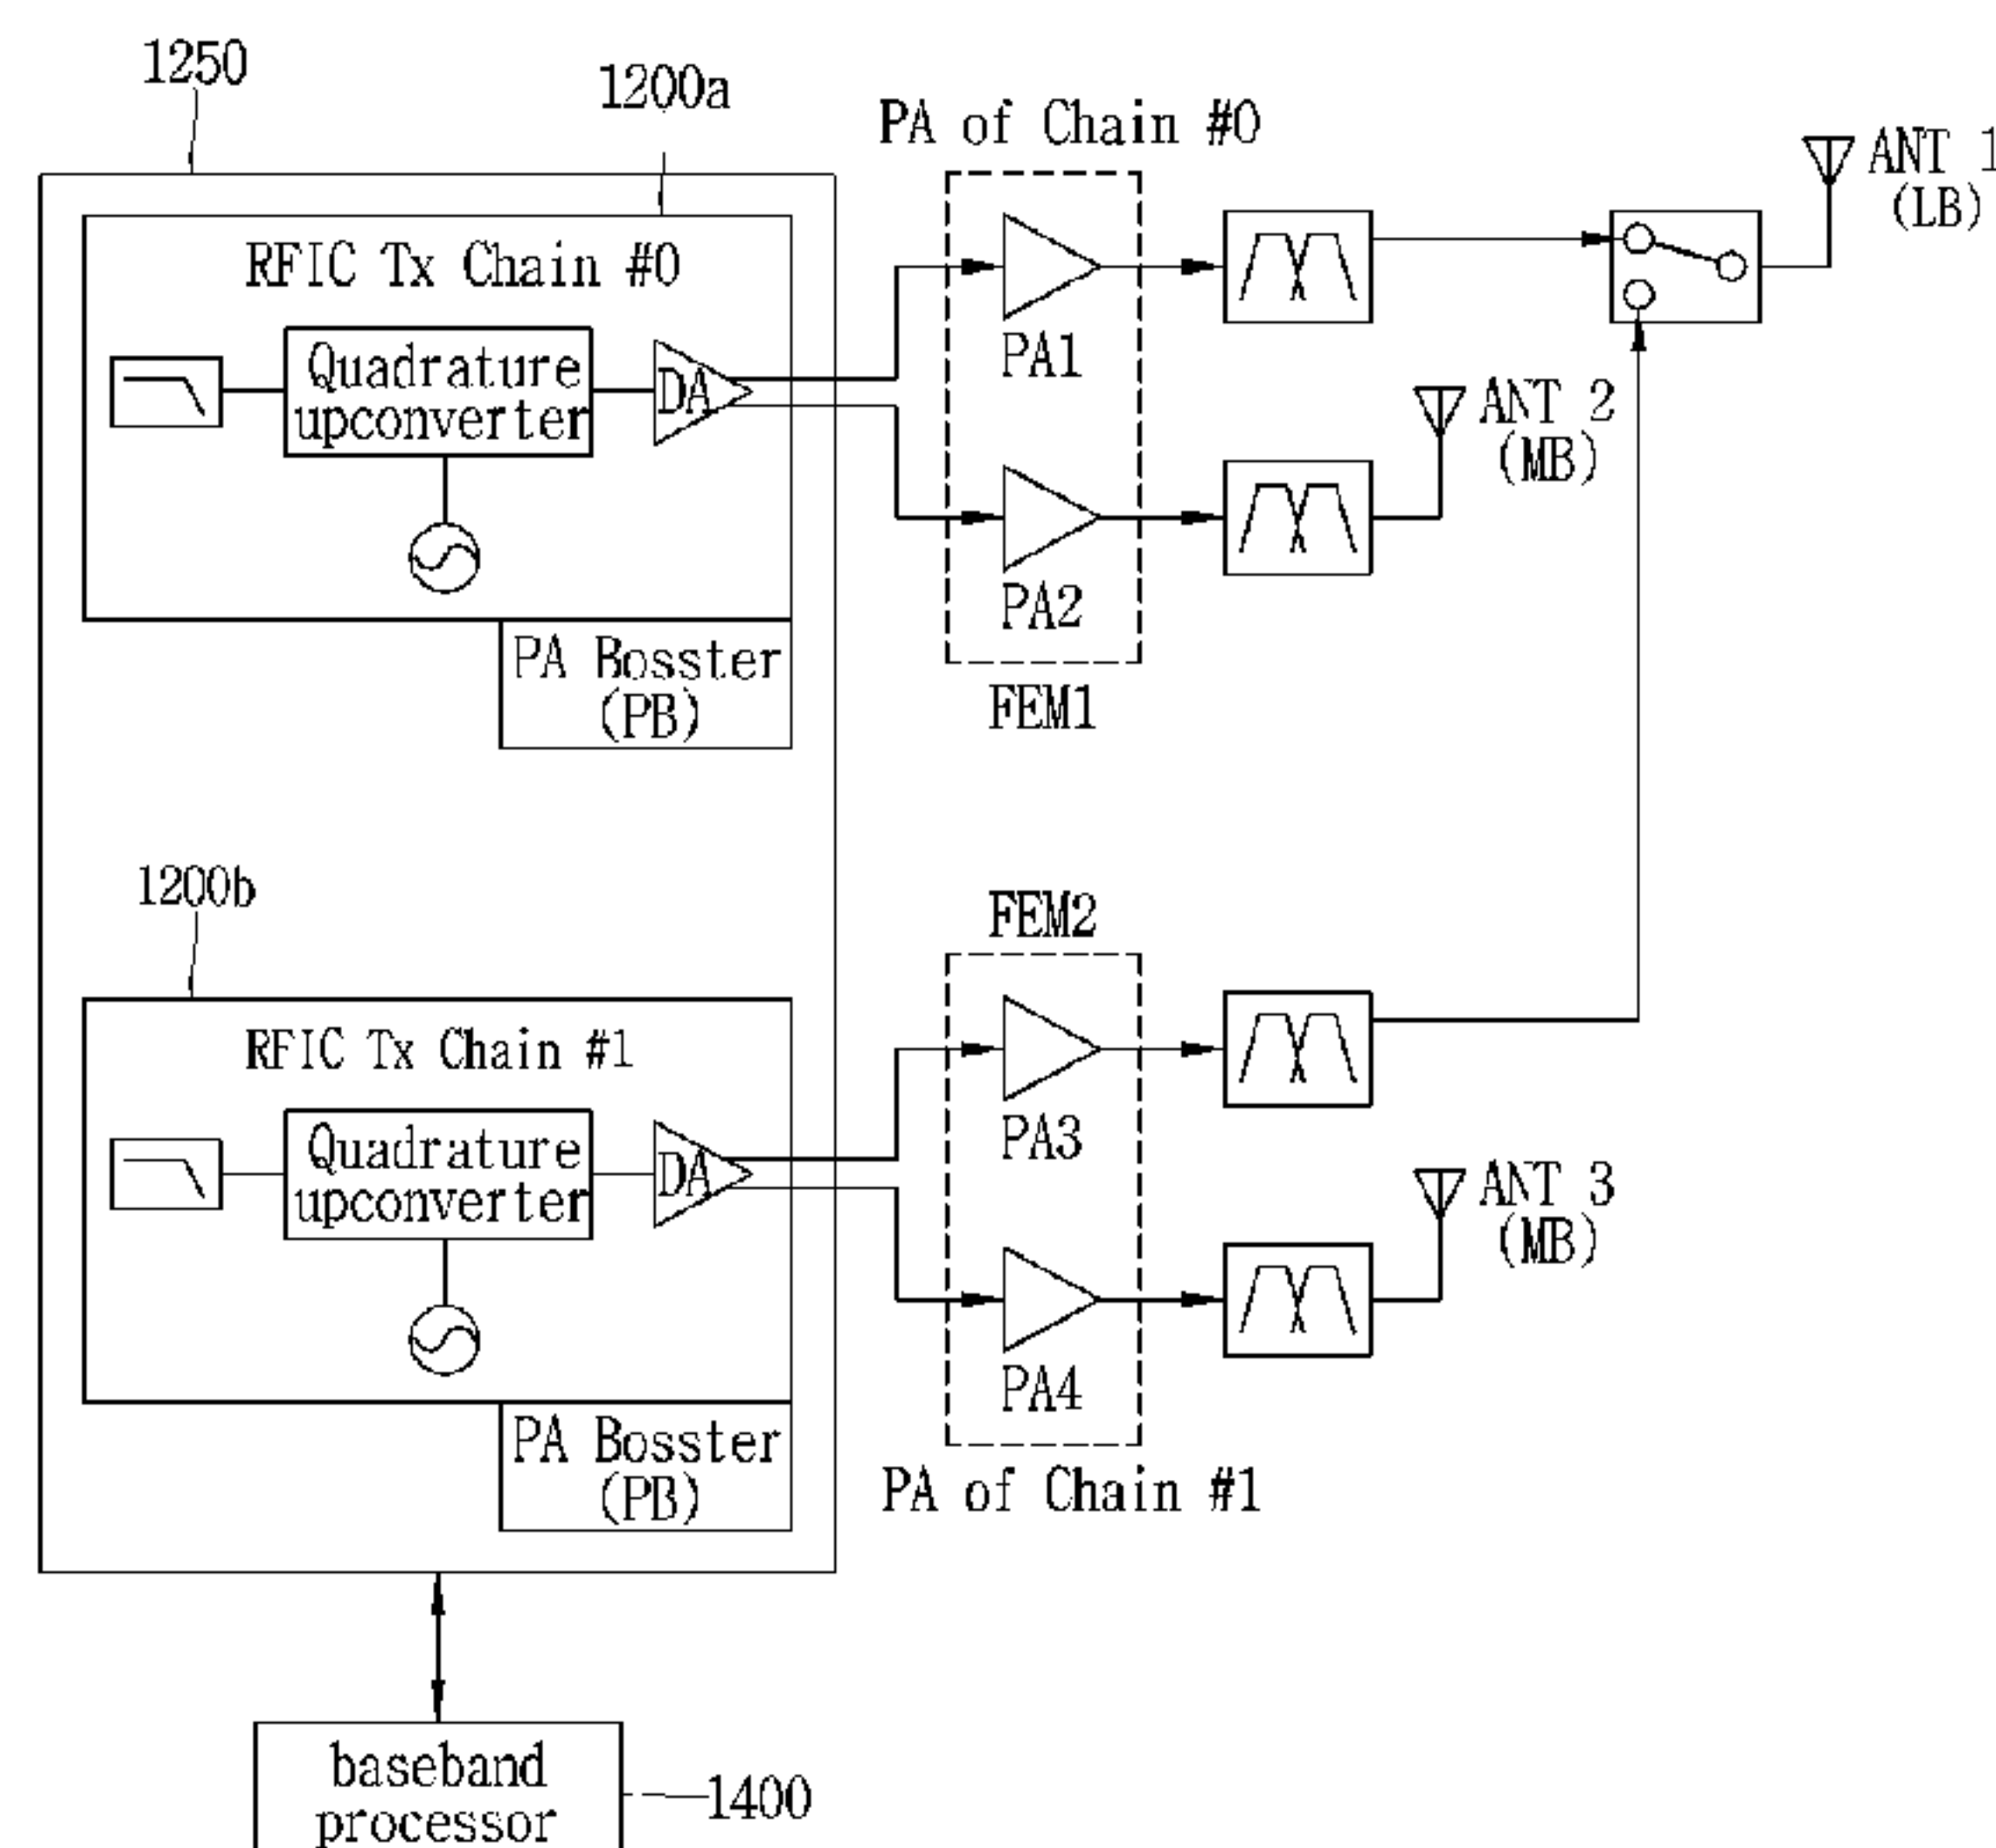 1250
1200a
PA of Chain #0
ANT 1
(LB)
RFIC Tx Chain #0
Quadrature
upconverter
DA
PA1
ANT 2
(MB)
PA2
PA Bosster
(PB)
FEM1
1200b
FEM2
RFIC Tx Chain #1
Quadrature
upconverter
DA
PA3
ANT 3
(MB)
PA4
PA Bosster
(PB)
PA of Chain #1
baseband
processor
1400